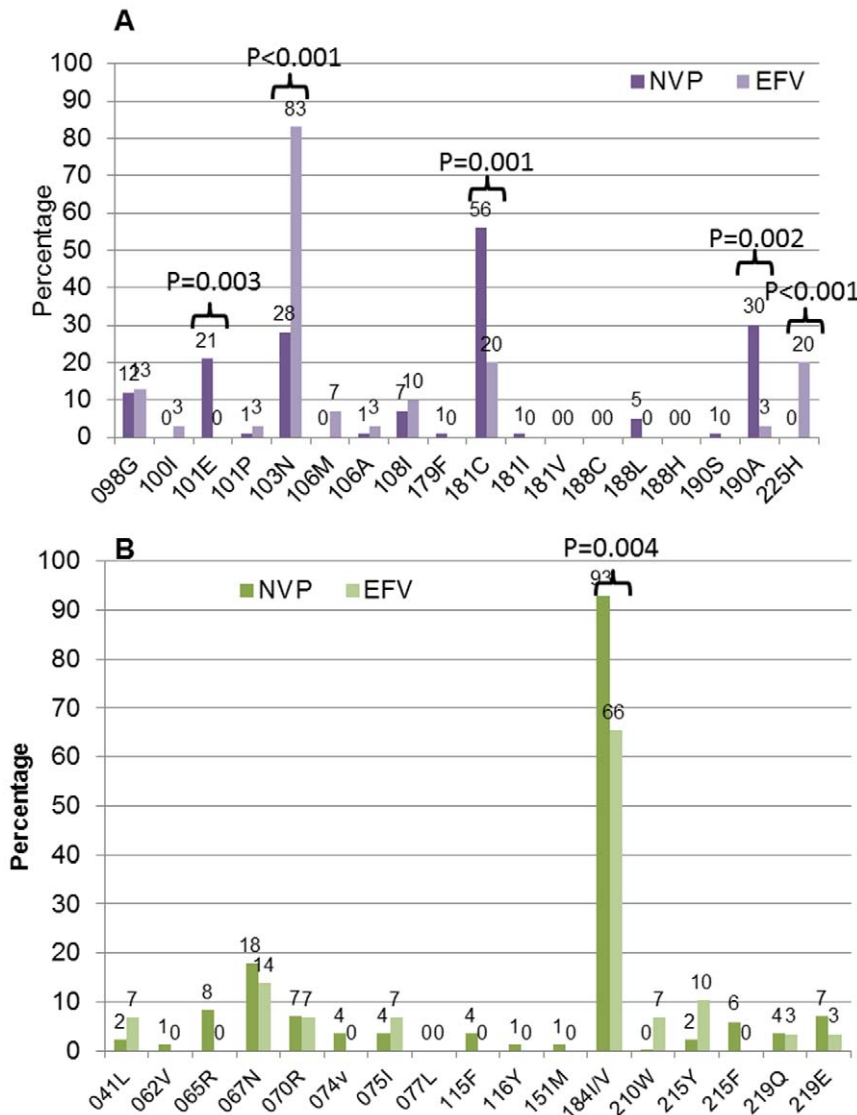 A
P<0.001
NVP EFV
P=0.001
P=0.003
P=0.002
P<0.001
Percentage
100
90
80
70
60
50
40
30
20
10
0
12 13 0 3 21 0 1 3 28 83 0 7 1 3 7 10 1 0 56 20 1 0 0 0 0 0 5 0 0 0 1 0 30 3 0 20
098G 100I 101E 101P 103N 106M 106A 108I 179F 181C 181I 181V 188C 188L 188H 190S 190A 225H
B
P=0.004
NVP EFV
Percentage
100
90
80
70
60
50
40
30
20
10
0
2 7 1 0 8 0 18 14 7 7 4 0 4 7 0 0 4 0 1 0 1 0 93 66 0 7 2 10 6 0 4 3 7 3
041L 062V 065R 067N 070R 074v 075I 077L 115F 116Y 151M 184I/V 210W 215Y 215F 219Q 219E